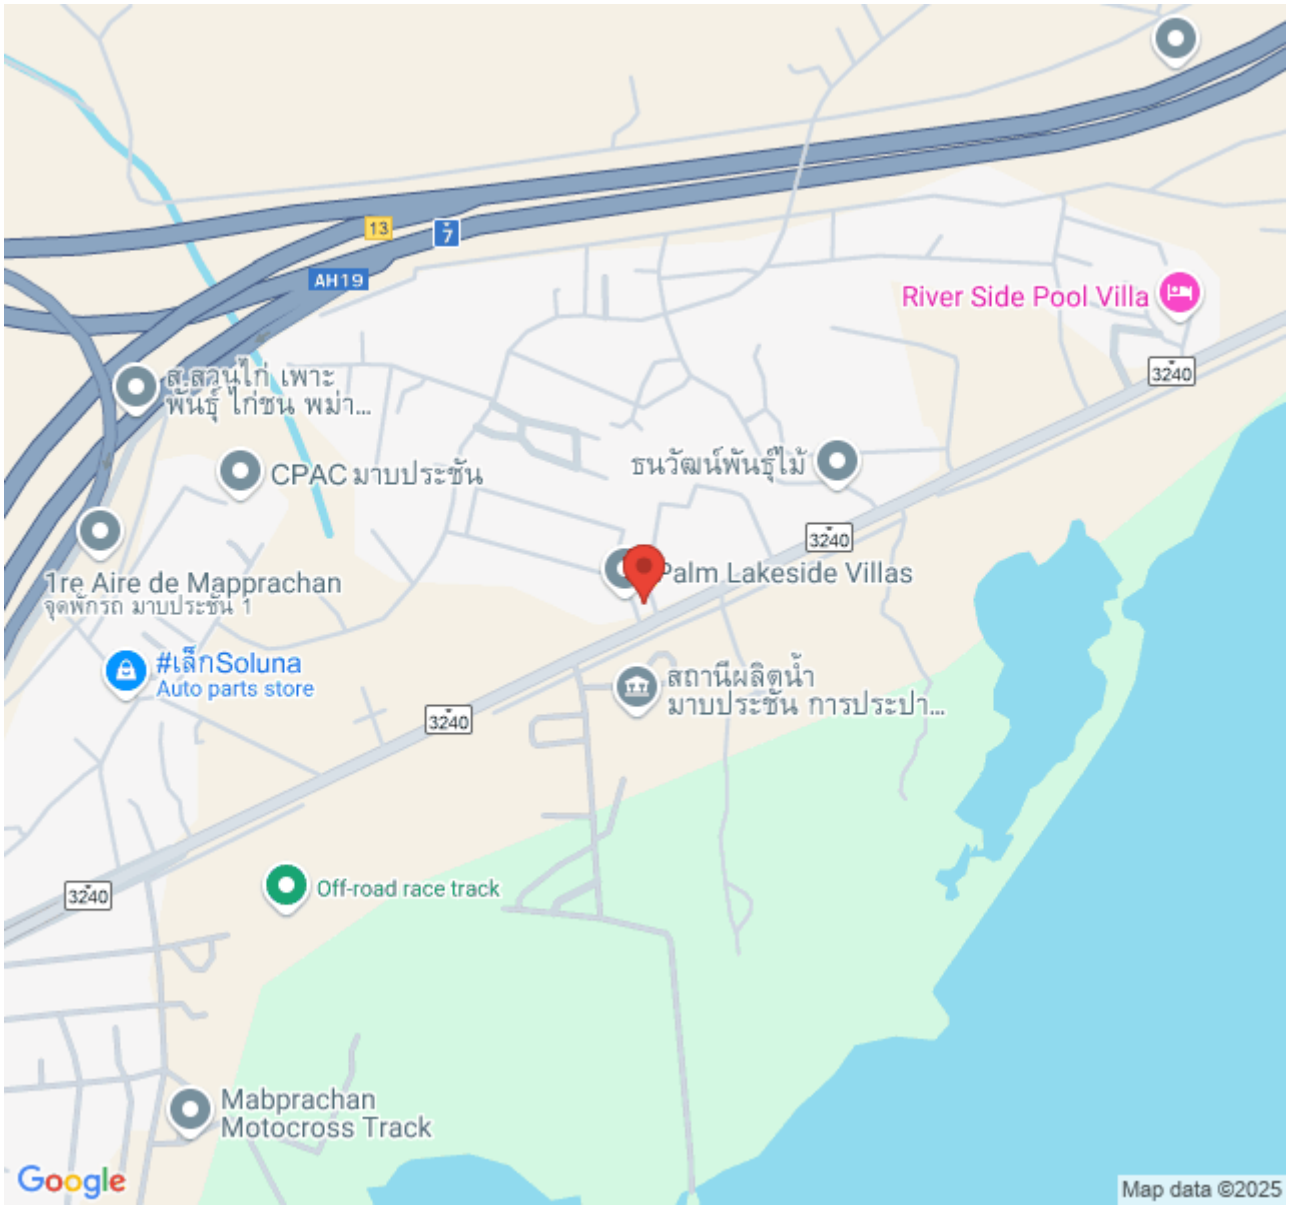 13
7
AH19
River Side Pool Villa
3240
ส.สวนไก่ เพาะ
พันธุ์ ไก่ชน พม่า...
CPAC มาบประชัน
ธนวัฒน์พันธุ์ไม้
3240
1re Aire de Mapprachan
จุดพักรถ มาบประชัน 1
Palm Lakeside Villas
#เล็กSoluna
Auto parts store
สถานีผลิตน้ำ
มาบประชัน การประปา...
3240
3240
Off-road race track
Mabprachan
Motocross Track
Google
Map data ©2025